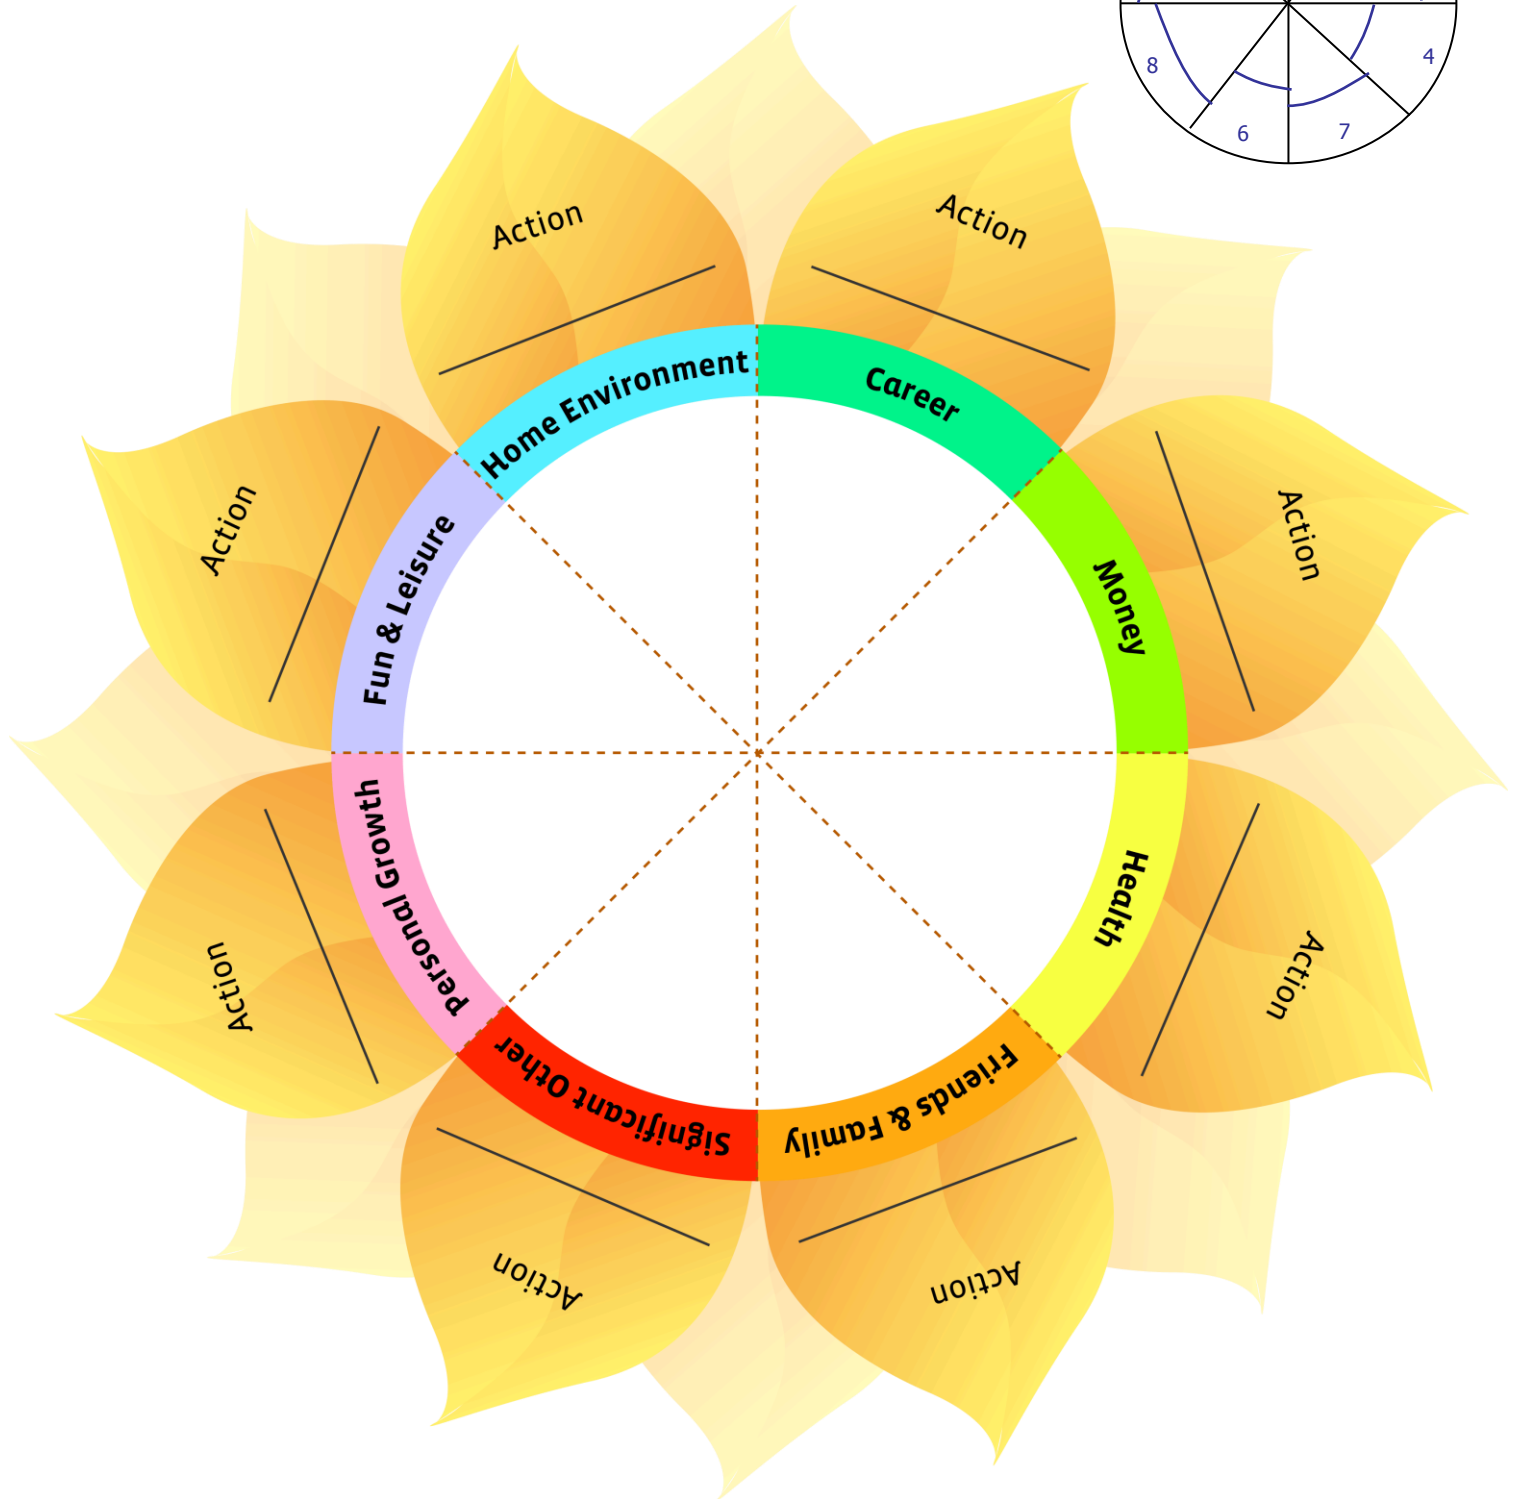 8
4
6
7
Action
Action
Home Environment
Career
Action
Fun & Leisure
Money
Action
Action
Personal Growth
Health
Action
Significant Other
Friends & Family
Action
Action